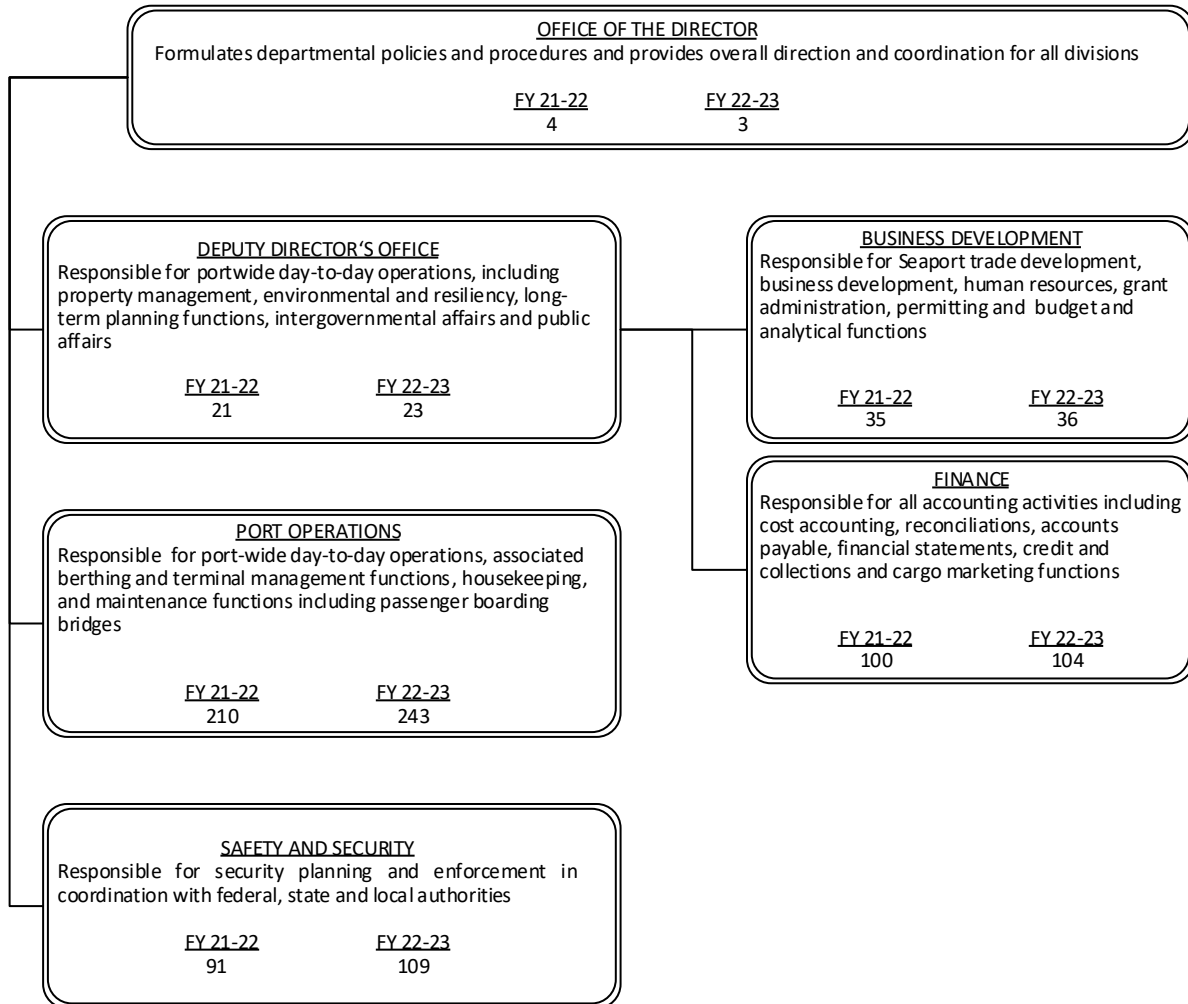 OFFICE OF THE DIRECTOR
Formulates departmental policies and procedures and provides overall direction and coordination for all divisions
FY 21-22 FY 22-23
4 3
DEPUTY DIRECTOR'S OFFICE
Responsible for portwide day-to-day operations, including
property management, environmental and resiliency, long-
term planning functions, intergovernmental affairs and public
affairs
FY 21-22 FY 22-23
21 23
BUSINESS DEVELOPMENT
Responsible for Seaport trade development,
business development, human resources, grant
administration, permitting and budget and
analytical functions
FY 21-22 FY 22-23
35 36
FINANCE
Responsible for all accounting activities including
cost accounting, reconciliations, accounts
payable, financial statements, credit and
collections and cargo marketing functions
FY 21-22 FY 22-23
100 104
PORT OPERATIONS
Responsible for port-wide day-to-day operations, associated
berthing and terminal management functions, housekeeping,
and maintenance functions including passenger boarding
bridges
FY 21-22 FY 22-23
210 243
SAFETY AND SECURITY
Responsible for security planning and enforcement in
coordination with federal, state and local authorities
FY 21-22 FY 22-23
91 109